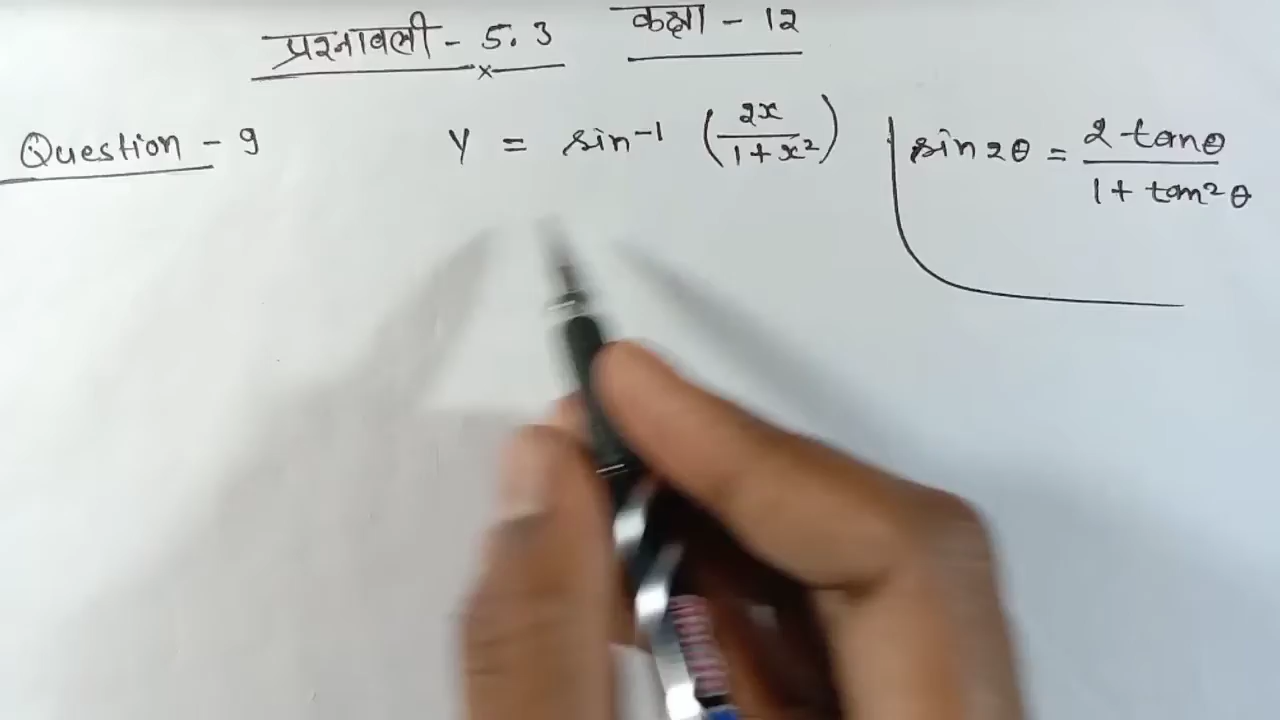 प्रश्नावली - 5.3 कक्षा - 12
Question - 9 y = sin⁻¹ (2x / 1+x²) sin2θ = 2 tanθ / 1 + tan²θ